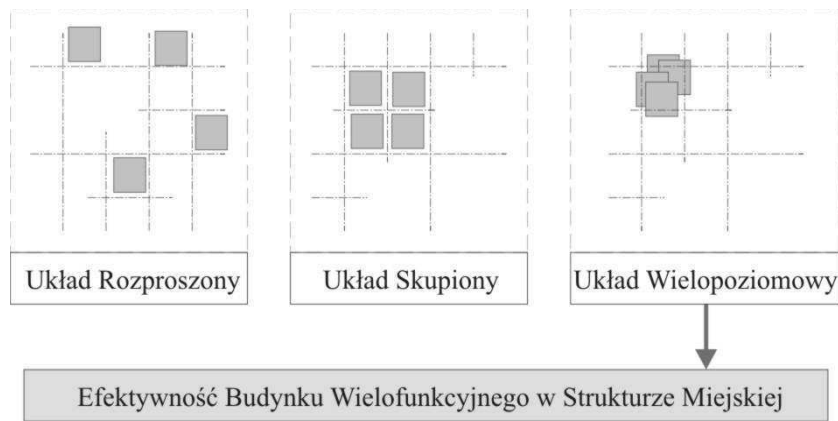 Układ Rozproszony
Układ Skupiony
Układ Wielopoziomowy
Efektywność Budynku Wielofunkcyjnego w Strukturze Miejskiej